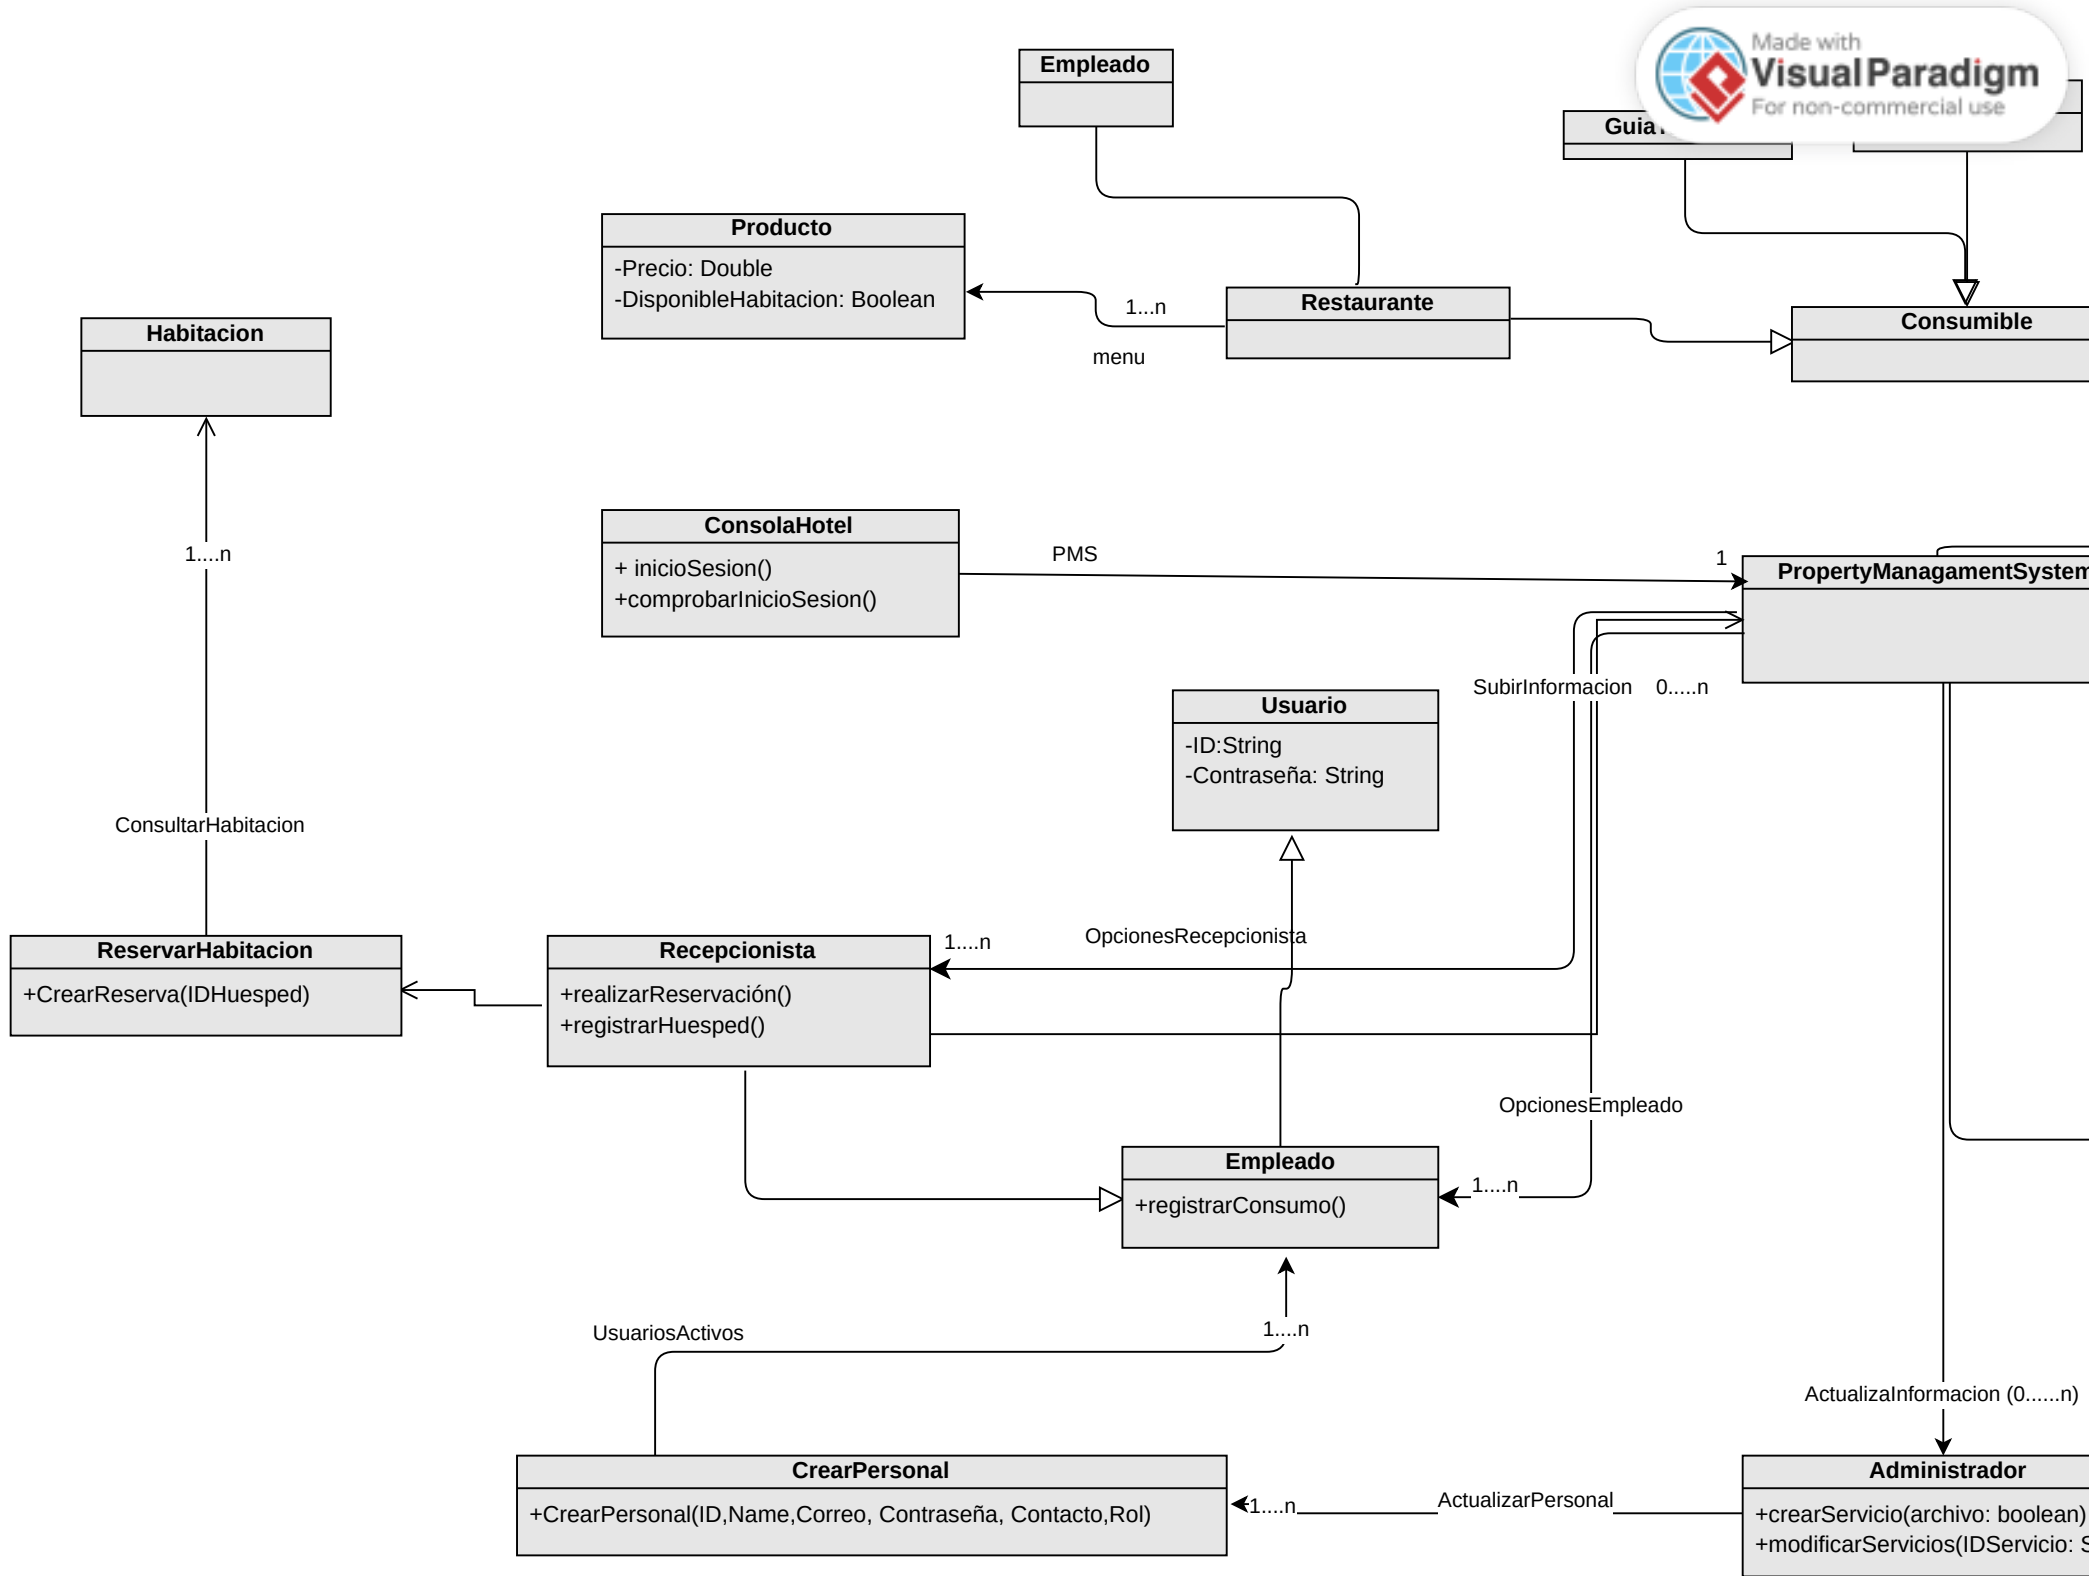 Made with
Visual Paradigm
For non-commercial use
Empleado
Producto
-Precio: Double
-DisponibleHabitacion: Boolean
1...n
menu
Restaurante
Consumible
Habitacion
1....n
ConsultarHabitacion
ConsolaHotel
+ inicioSesion()
+comprobarInicioSesion()
PMS
1
PropertyManagamentSystem
SubirInformacion
0.....n
Usuario
-ID:String
-Contraseña: String
ReservarHabitacion
+CrearReserva(IDHuesped)
Recepcionista
+realizarReservación()
+registrarHuesped()
1....n
OpcionesRecepcionista
OpcionesEmpleado
Empleado
+registrarConsumo()
1....n
UsuariosActivos
1....n
ActualizaInformacion (0......n)
CrearPersonal
+CrearPersonal(ID,Name,Correo, Contraseña, Contacto,Rol)
1....n
ActualizarPersonal
Administrador
+crearServicio(archivo: boolean)
+modificarServicios(IDServicio: